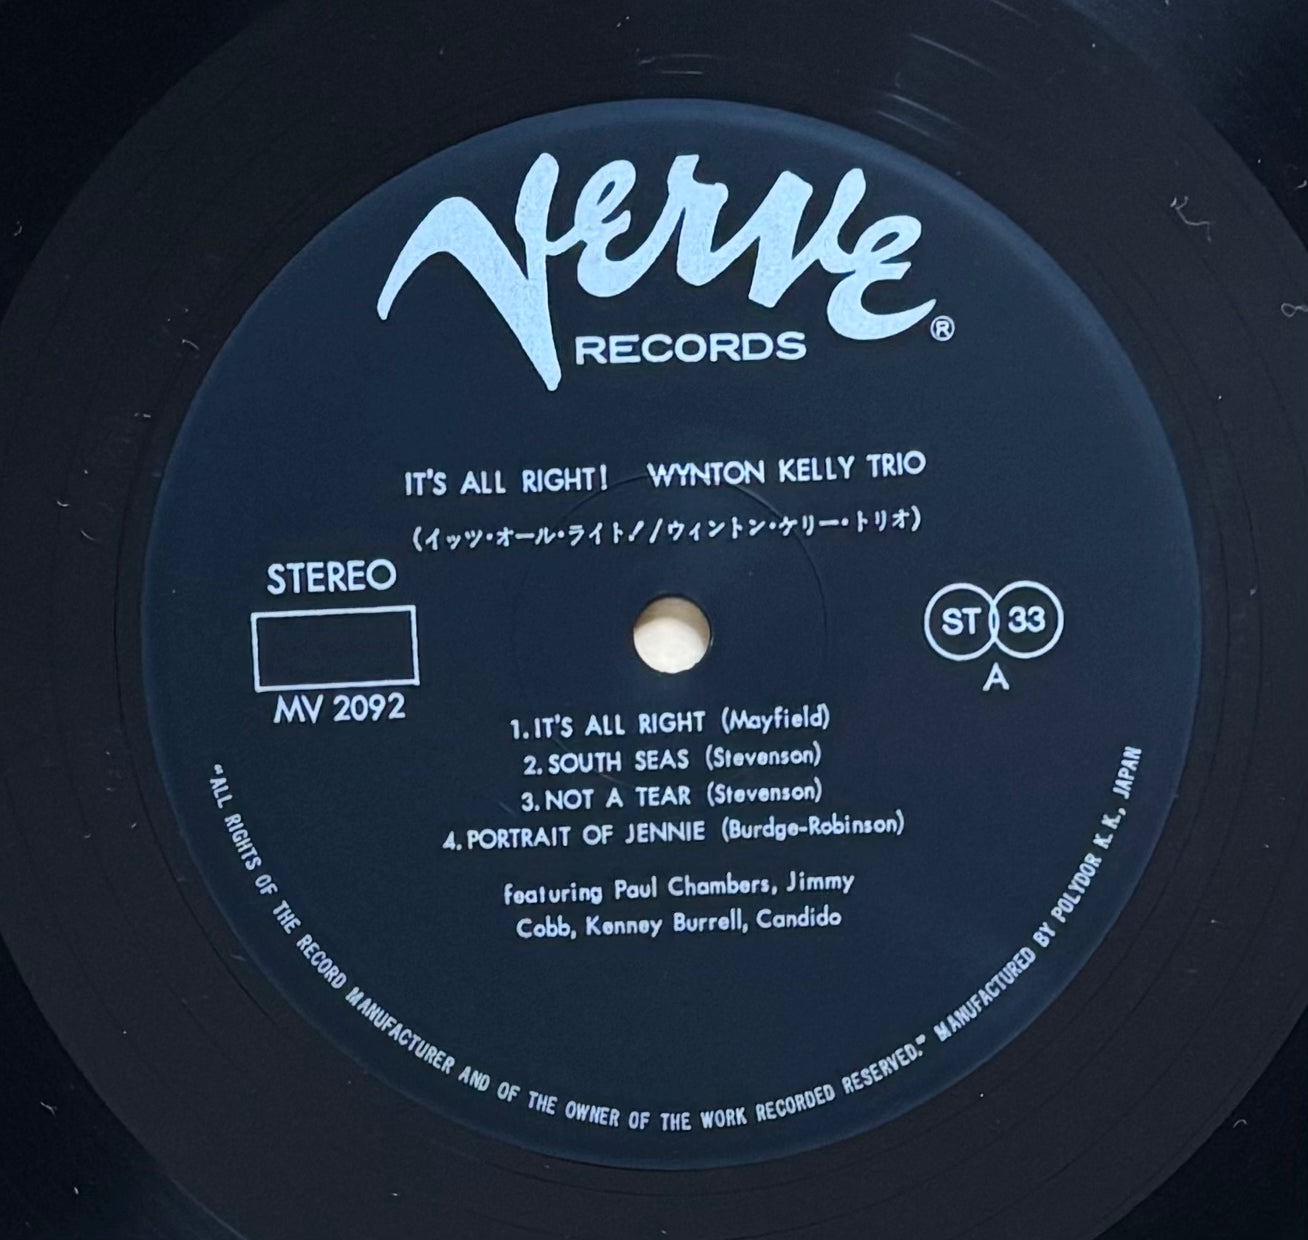 Verve
RECORDS ®
IT'S ALL RIGHT! WYNTON KELLY TRIO
(イッツ・オール・ライト!/ウィントン・ケリー・トリオ)
STEREO
MV 2092
ST 33
A
1. IT'S ALL RIGHT (Mayfield)
2. SOUTH SEAS (Stevenson)
3. NOT A TEAR (Stevenson)
4. PORTRAIT OF JENNIE (Burdge-Robinson)
featuring Paul Chambers, Jimmy
Cobb, Kenney Burrell, Candido
"ALL RIGHTS OF THE RECORD MANUFACTURER AND OF THE OWNER OF THE WORK RECORDED RESERVED." MANUFACTURED BY POLYDOR K. K., JAPAN